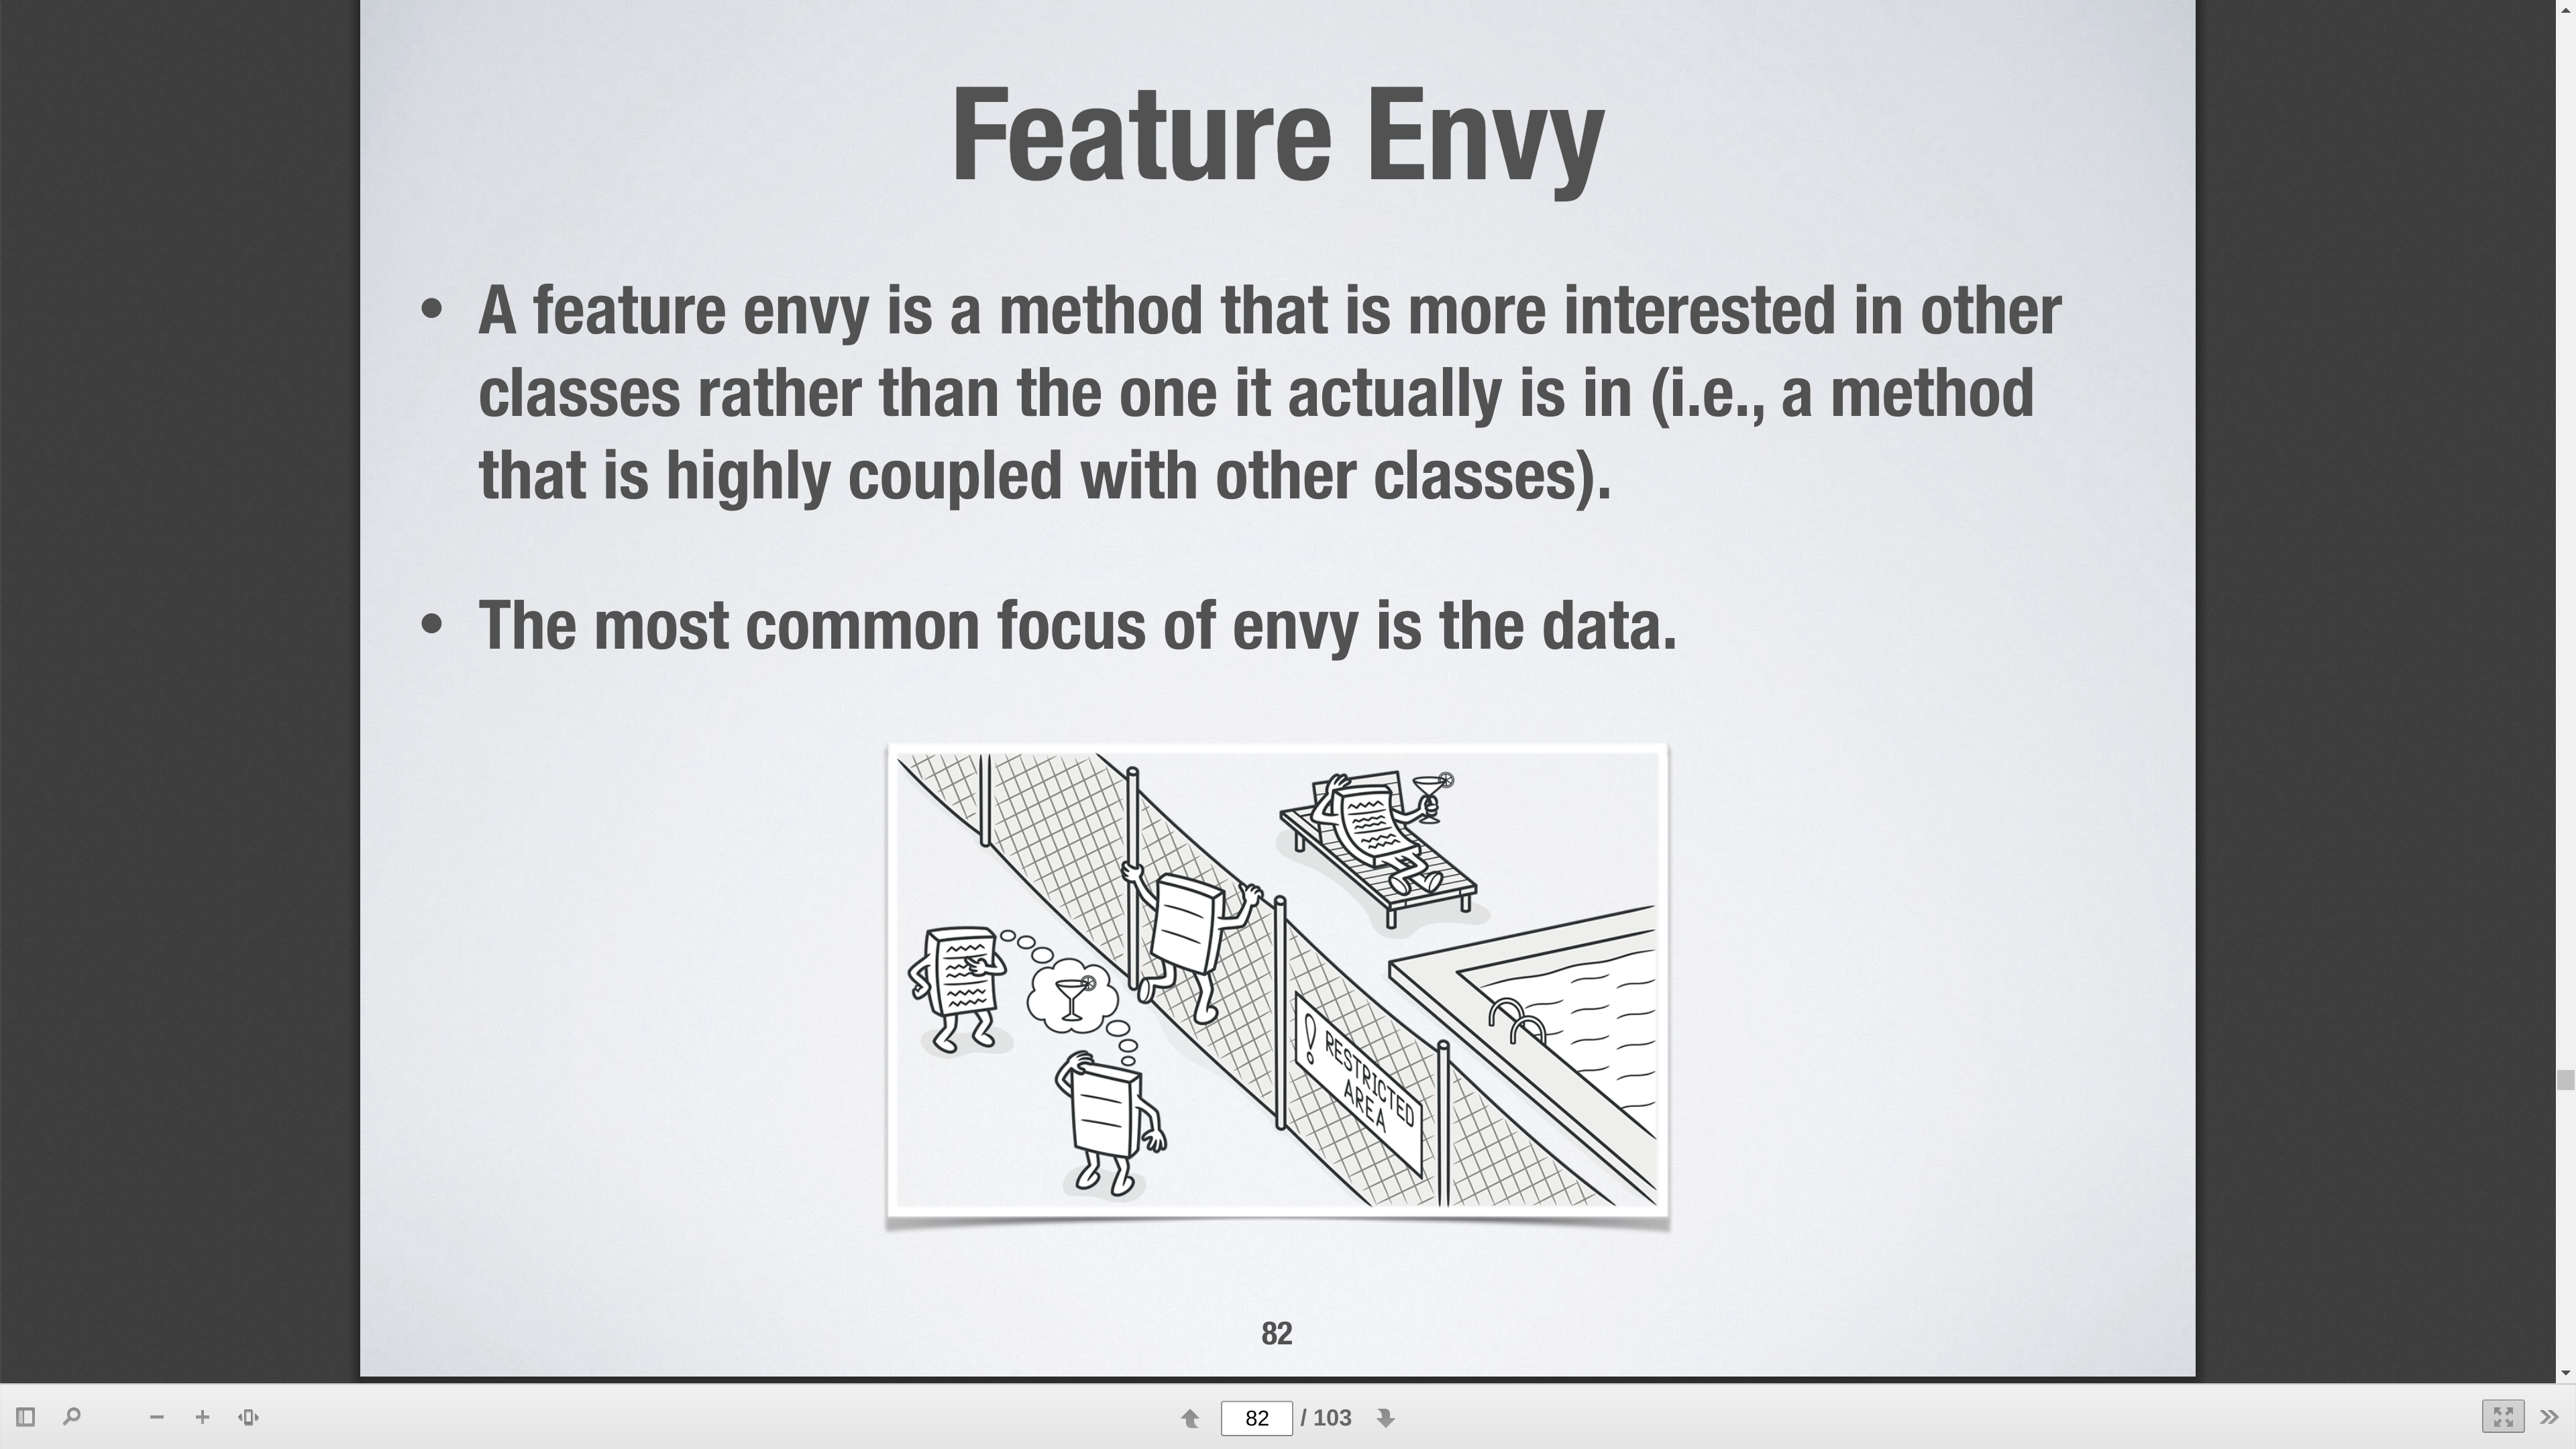 Feature Envy
• A feature envy is a method that is more interested in other
classes rather than the one it actually is in (i.e., a method
that is highly coupled with other classes).
• The most common focus of envy is the data.
! RESTRICTED
AREA
82
82 / 103